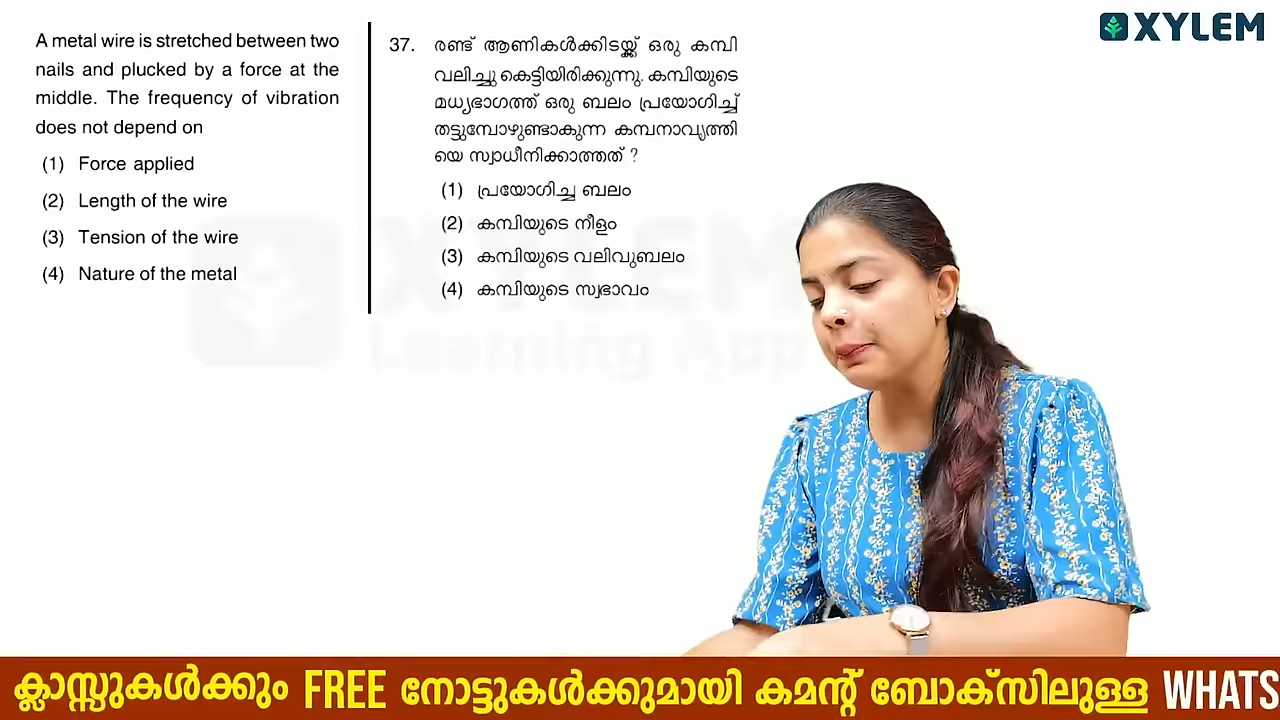 XYLEM
A metal wire is stretched between two
nails and plucked by a force at the
middle. The frequency of vibration
does not depend on
(1) Force applied
(2) Length of the wire
(3) Tension of the wire
(4) Nature of the metal
37. രണ്ട് ആണികൾക്കിടയ്ക്ക് ഒരു കമ്പി
വലിച്ചു കെട്ടിയിരിക്കുന്നു. കമ്പിയുടെ
മധ്യഭാഗത്ത് ഒരു ബലം പ്രയോഗിച്ച്
തട്ടുമ്പോഴുണ്ടാകുന്ന കമ്പനാവൃത്തി
യെ സ്വാധീനിക്കാത്തത് ?
(1) പ്രയോഗിച്ച ബലം
(2) കമ്പിയുടെ നീളം
(3) കമ്പിയുടെ വലിവുബലം
(4) കമ്പിയുടെ സ്വഭാവം
XYLEM
Learning App
ക്ലാസ്സുകൾക്കും FREE നോട്ടുകൾക്കുമായി കമന്റ് ബോക്സിലുള്ള WHATS